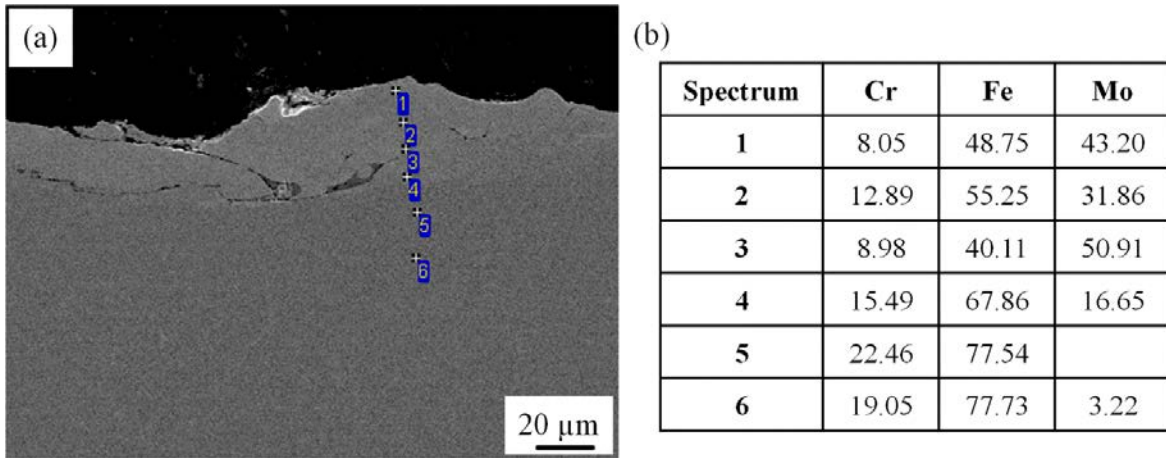 (a)
1
2
3
4
5
6
20 µm
(b)
Spectrum Cr Fe Mo
1 8.05 48.75 43.20
2 12.89 55.25 31.86
3 8.98 40.11 50.91
4 15.49 67.86 16.65
5 22.46 77.54
6 19.05 77.73 3.22